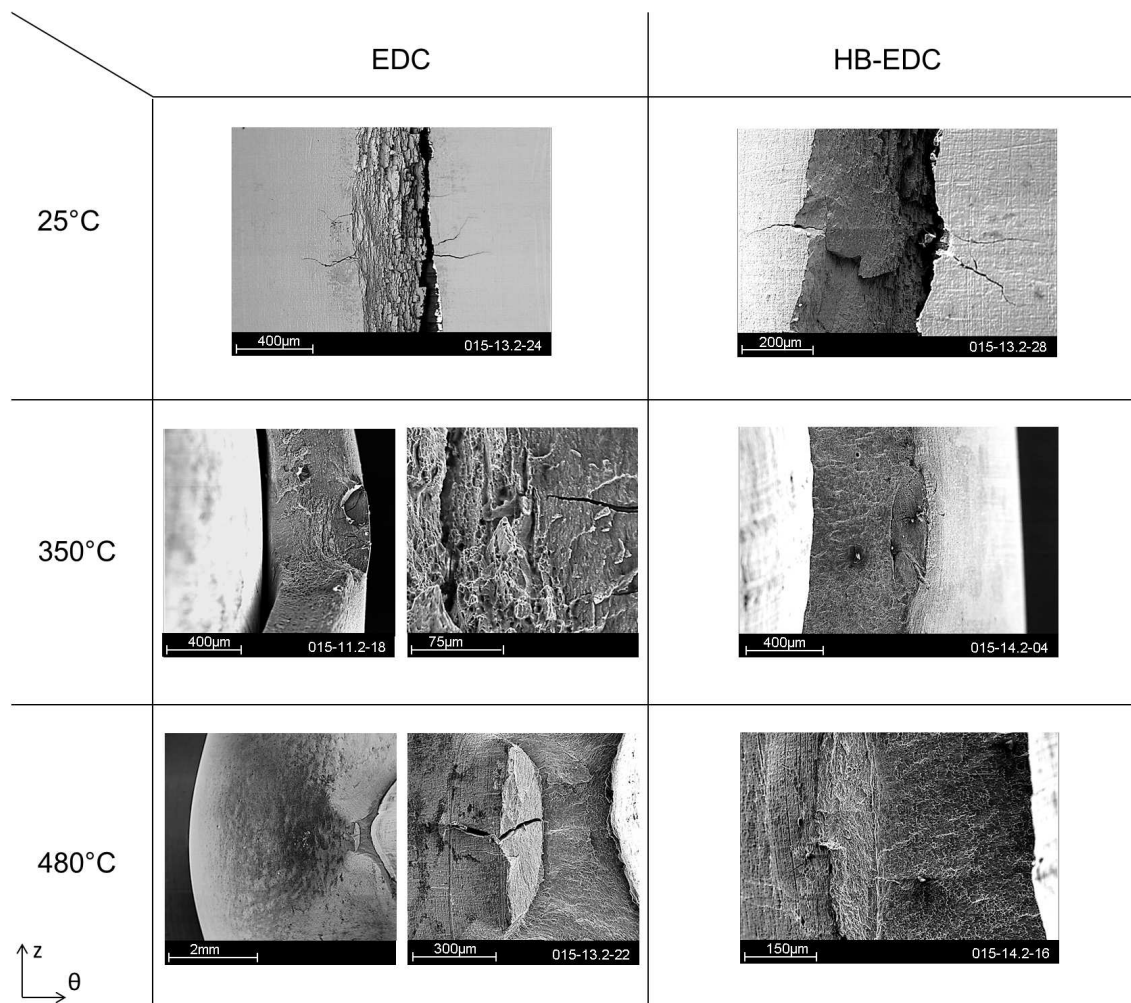 EDC
HB-EDC
25°C
400µm
015-13.2-24
200µm
015-13.2-28
350°C
400µm
015-11.2-18
75µm
400µm
015-14.2-04
480°C
2mm
300µm
015-13.2-22
150µm
015-14.2-16
z
θ